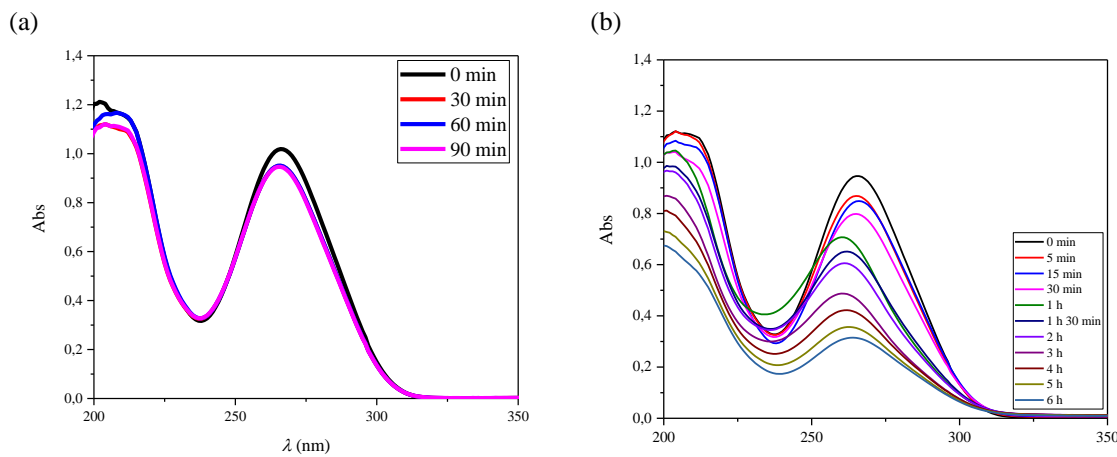 (a)
1,4
1,2
1,0
0,8
0,6
0,4
0,2
0,0
Abs
200
250
300
350
λ (nm)
0 min
30 min
60 min
90 min
(b)
1,4
1,2
1,0
0,8
0,6
0,4
0,2
0,0
Abs
200
250
300
350
0 min
5 min
15 min
30 min
1 h
1 h 30 min
2 h
3 h
4 h
5 h
6 h